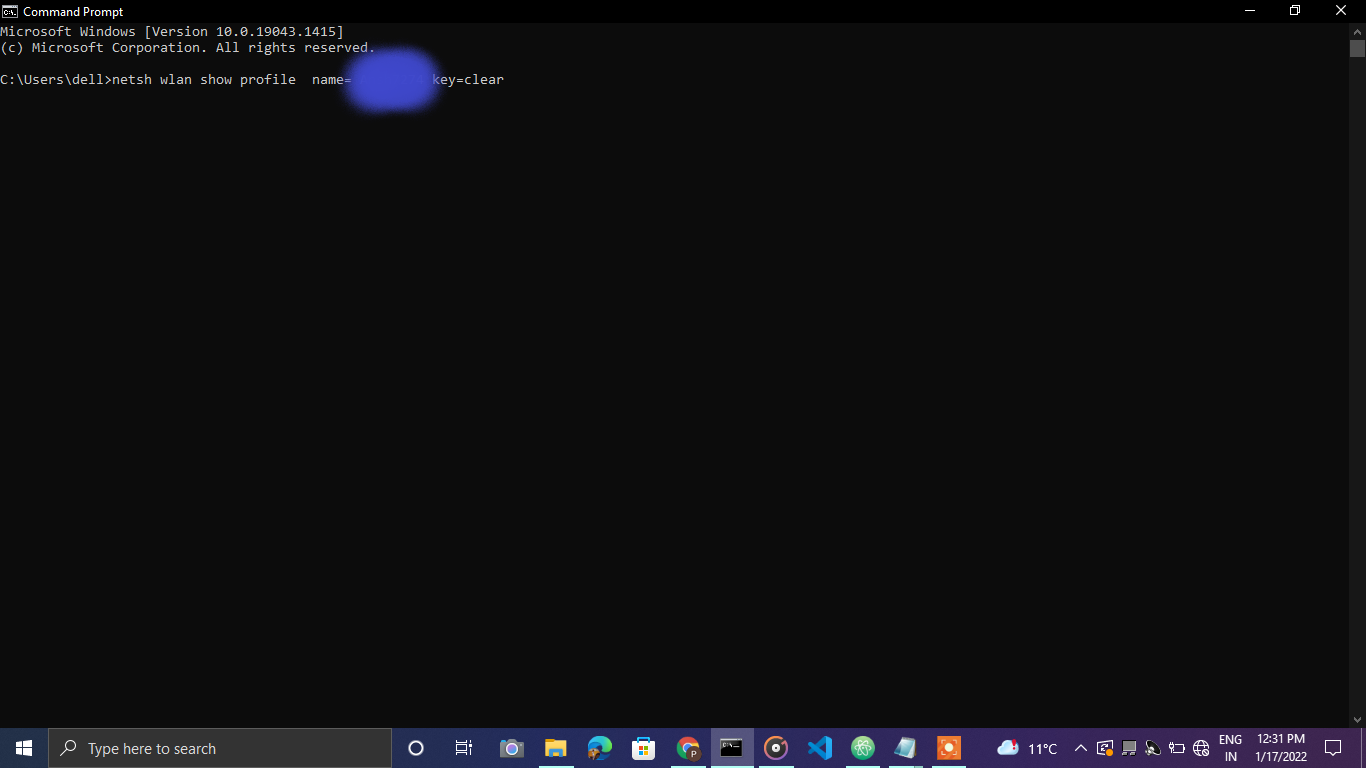 Command Prompt
Microsoft Windows [Version 10.0.19043.1415]
(c) Microsoft Corporation. All rights reserved.
C:\Users\dell>netsh wlan show profile  name= key=clear
Type here to search
P
11°C
ENG
IN
12:31 PM
1/17/2022